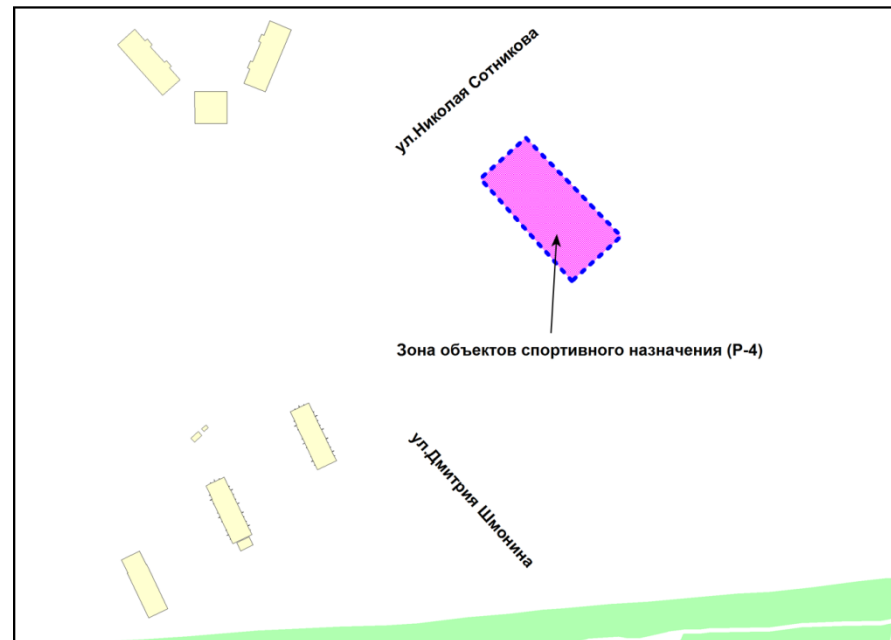 ул.Николая Сотникова
Зона объектов спортивного назначения (Р-4)
ул.Дмитрия Шмонина